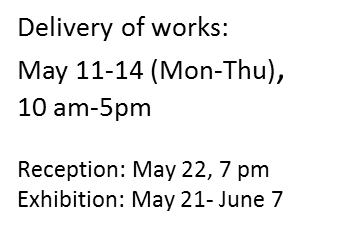 Delivery of works:
May 11-14 (Mon-Thu),
10 am-5pm
Reception: May 22, 7 pm
Exhibition: May 21- June 7